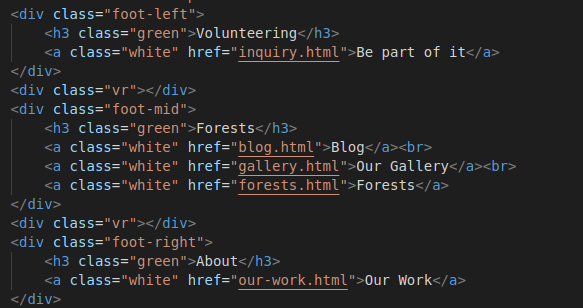 <div class="foot-left">
    <h3 class="green">Volunteering</h3>
    <a class="white" href="inquiry.html">Be part of it</a>
</div>
<div class="vr"></div>
<div class="foot-mid">
    <h3 class="green">Forests</h3>
    <a class="white" href="blog.html">Blog</a><br>
    <a class="white" href="gallery.html">Our Gallery</a><br>
    <a class="white" href="forests.html">Forests</a>
</div>
<div class="vr"></div>
<div class="foot-right">
    <h3 class="green">About</h3>
    <a class="white" href="our-work.html">Our Work</a>
</div>